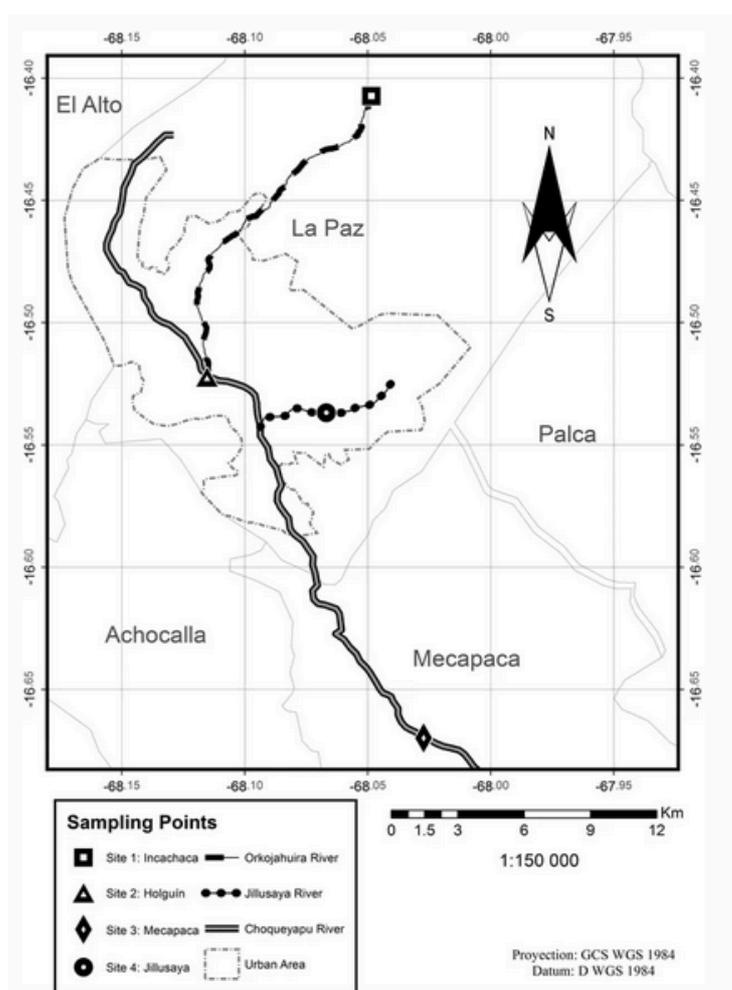 -68.15 -68.10 -68.05 -68.00 -67.95
-16.40 -16.40
El Alto
N
-16.45 -16.45
La Paz
S
-16.50 -16.50
Palca
-16.55 -16.55
-16.60 -16.60
Achocalla
Mecapaca
-16.65 -16.65
-68.15 -68.10 -68.05 -68.00 -67.95
Sampling Points
Site 1: Incachaca Orkojahuira River
Site 2: Holguín Jillusaya River
Site 3: Mecapaca Choqueyapu River
Site 4: Jillusaya Urban Area
Km
0 1.5 3 6 9 12
1:150 000
Proyection: GCS WGS 1984
Datum: D WGS 1984